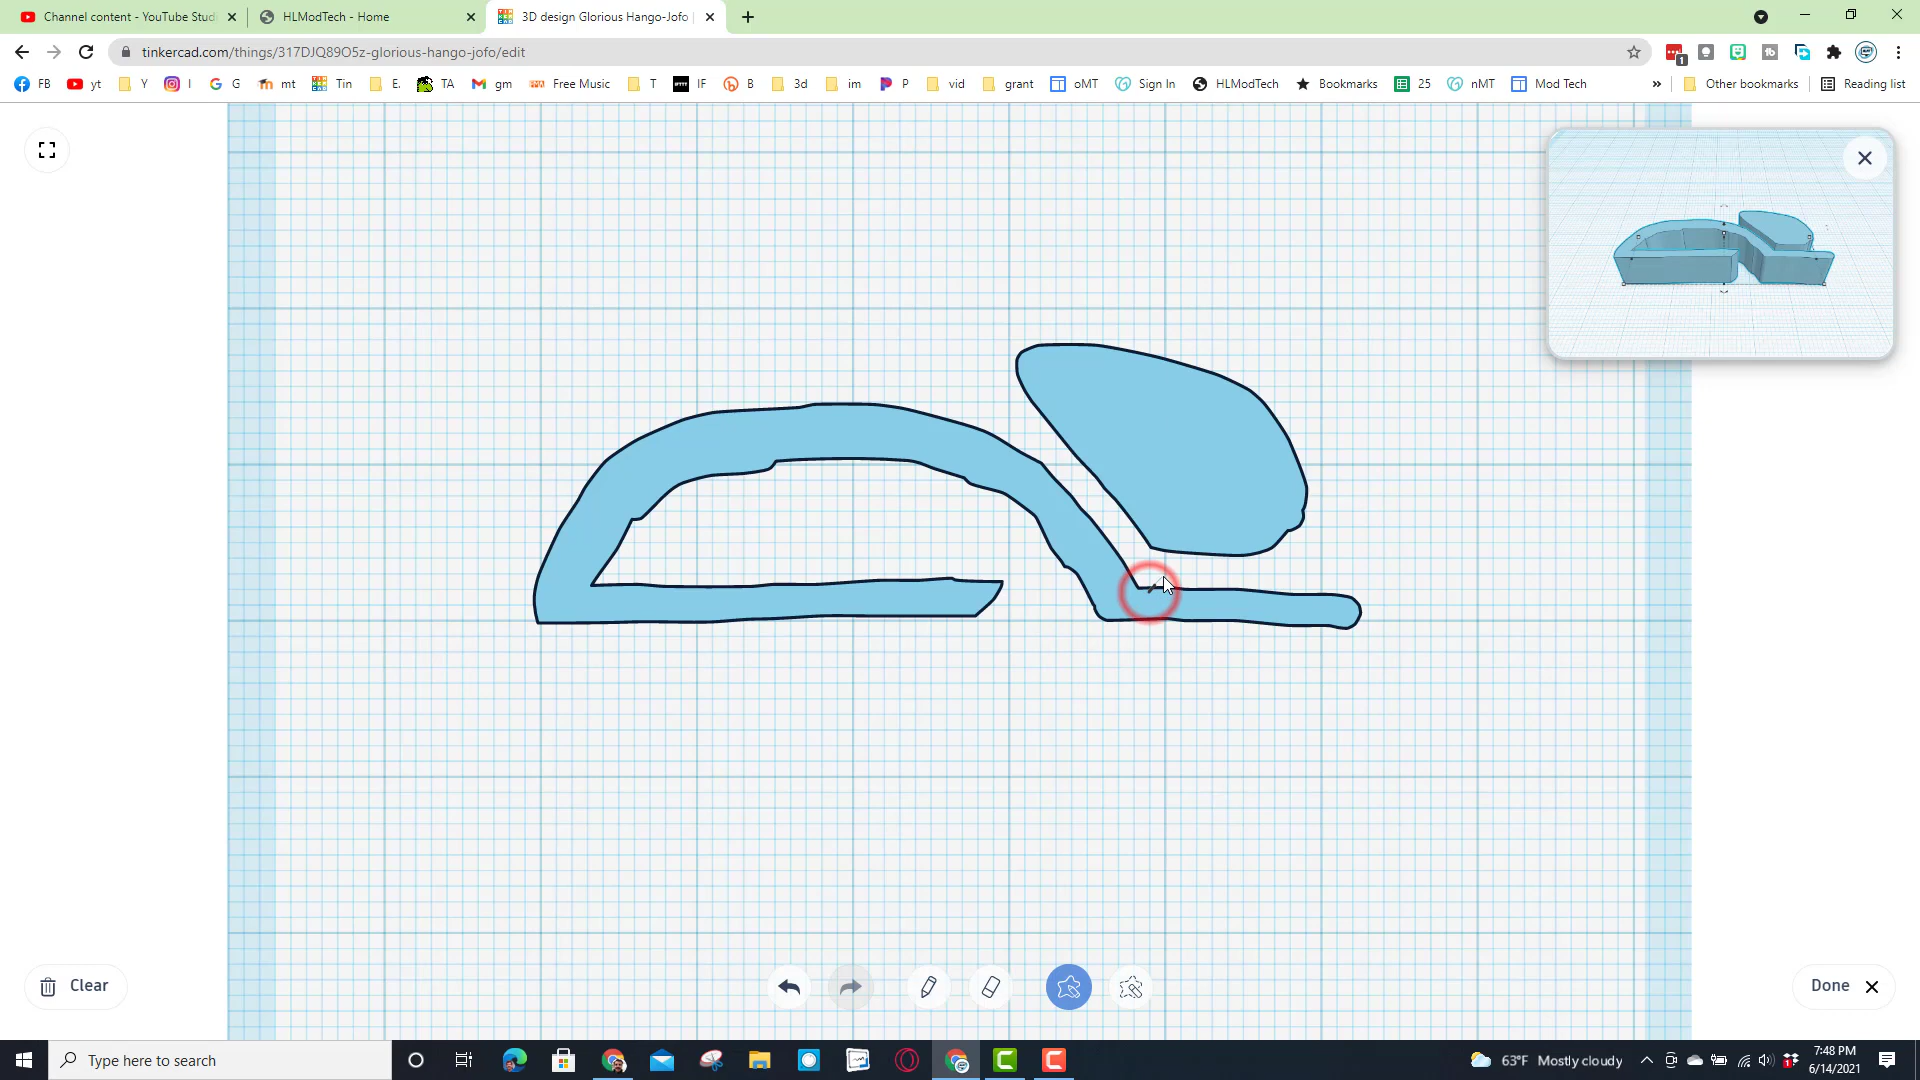 Channel content - YouTube Studi
HLModTech - Home
3D design Glorious Hango-Jofo
tinkercad.com/things/317DJQ89O5z-glorious-hango-jofo/edit
1
FB yt Y I G mt Tin E. TA gm Free Music T IF B 3d im P vid grant oMT Sign In HLModTech Bookmarks 25 nMT Mod Tech » Other bookmarks Reading list
Clear
Done
Type here to search
63°F Mostly cloudy
7:48 PM
6/14/2021